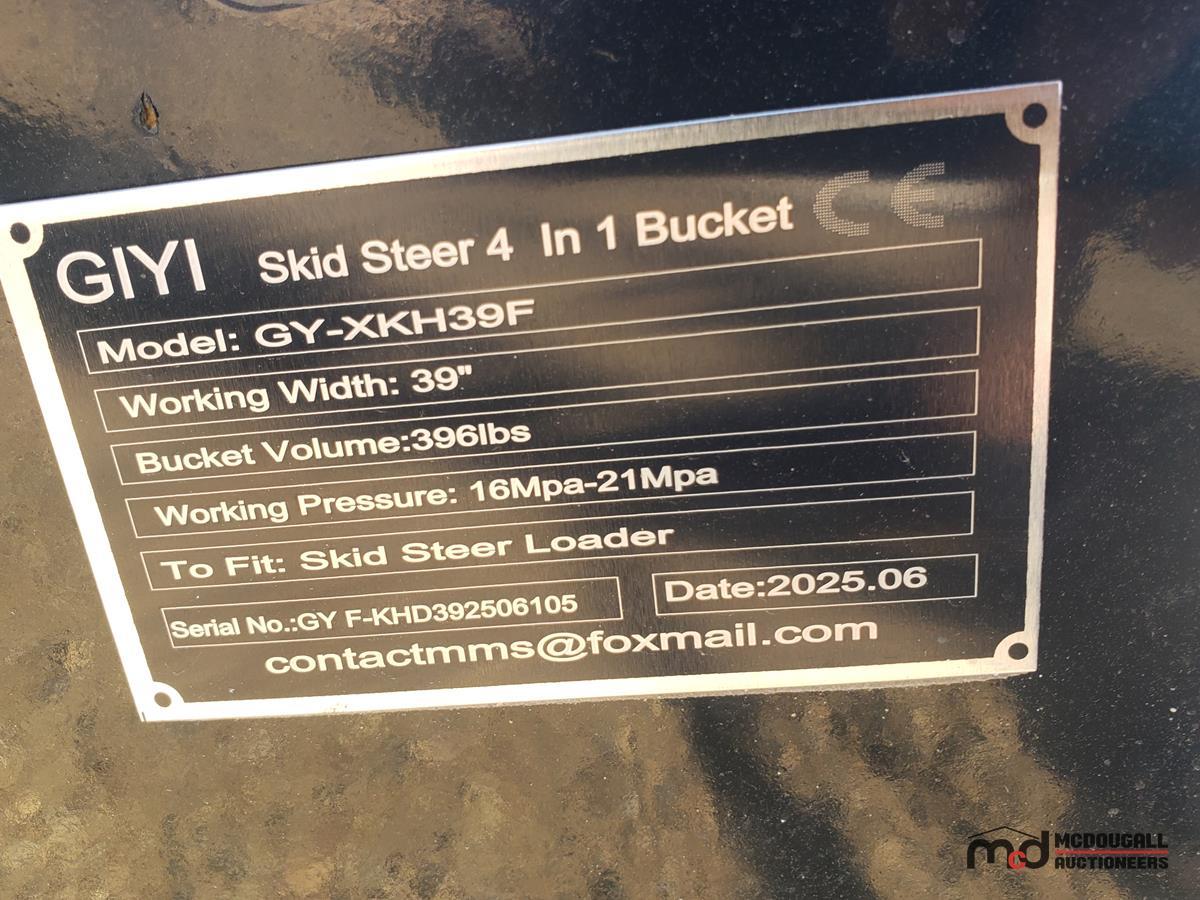 GIYI Skid Steer 4 In 1 Bucket CE
Model: GY-XKH39F
Working Width: 39"
Bucket Volume:396lbs
Working Pressure: 16Mpa-21Mpa
To Fit: Skid Steer Loader
Serial No.:GY F-KHD392506105 Date:2025.06
contactmms@foxmail.com
mcd MCDOUGALL
AUCTIONEERS